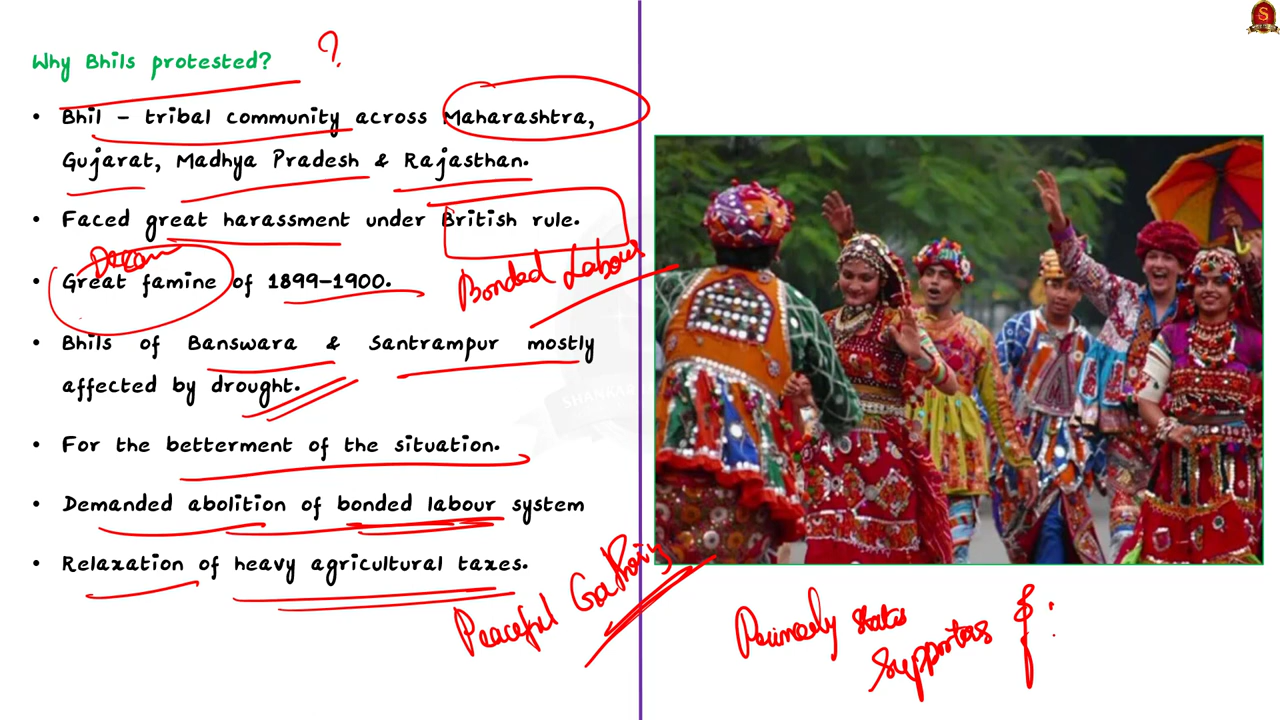 Why Bhils protested? ?
• Bhil – tribal community across Maharashtra,
Gujarat, Madhya Pradesh & Rajasthan.
• Faced great harassment under British rule.
Bonded Labour
• Great famine of 1899–1900.
• Bhils of Banswara & Santrampur mostly
affected by drought.
• For the betterment of the situation.
• Demanded abolition of bonded labour system
• Relaxation of heavy agricultural taxes.
Peaceful
states
supporters
S